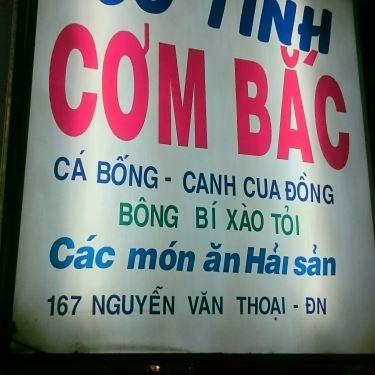 TÌNH
CƠM BẮC
CÁ BỐNG - CANH CUA ĐỒNG
BÔNG BÍ XÀO TỎI
Các món ăn Hải sản
167 NGUYỄN VĂN THOẠI - ĐN